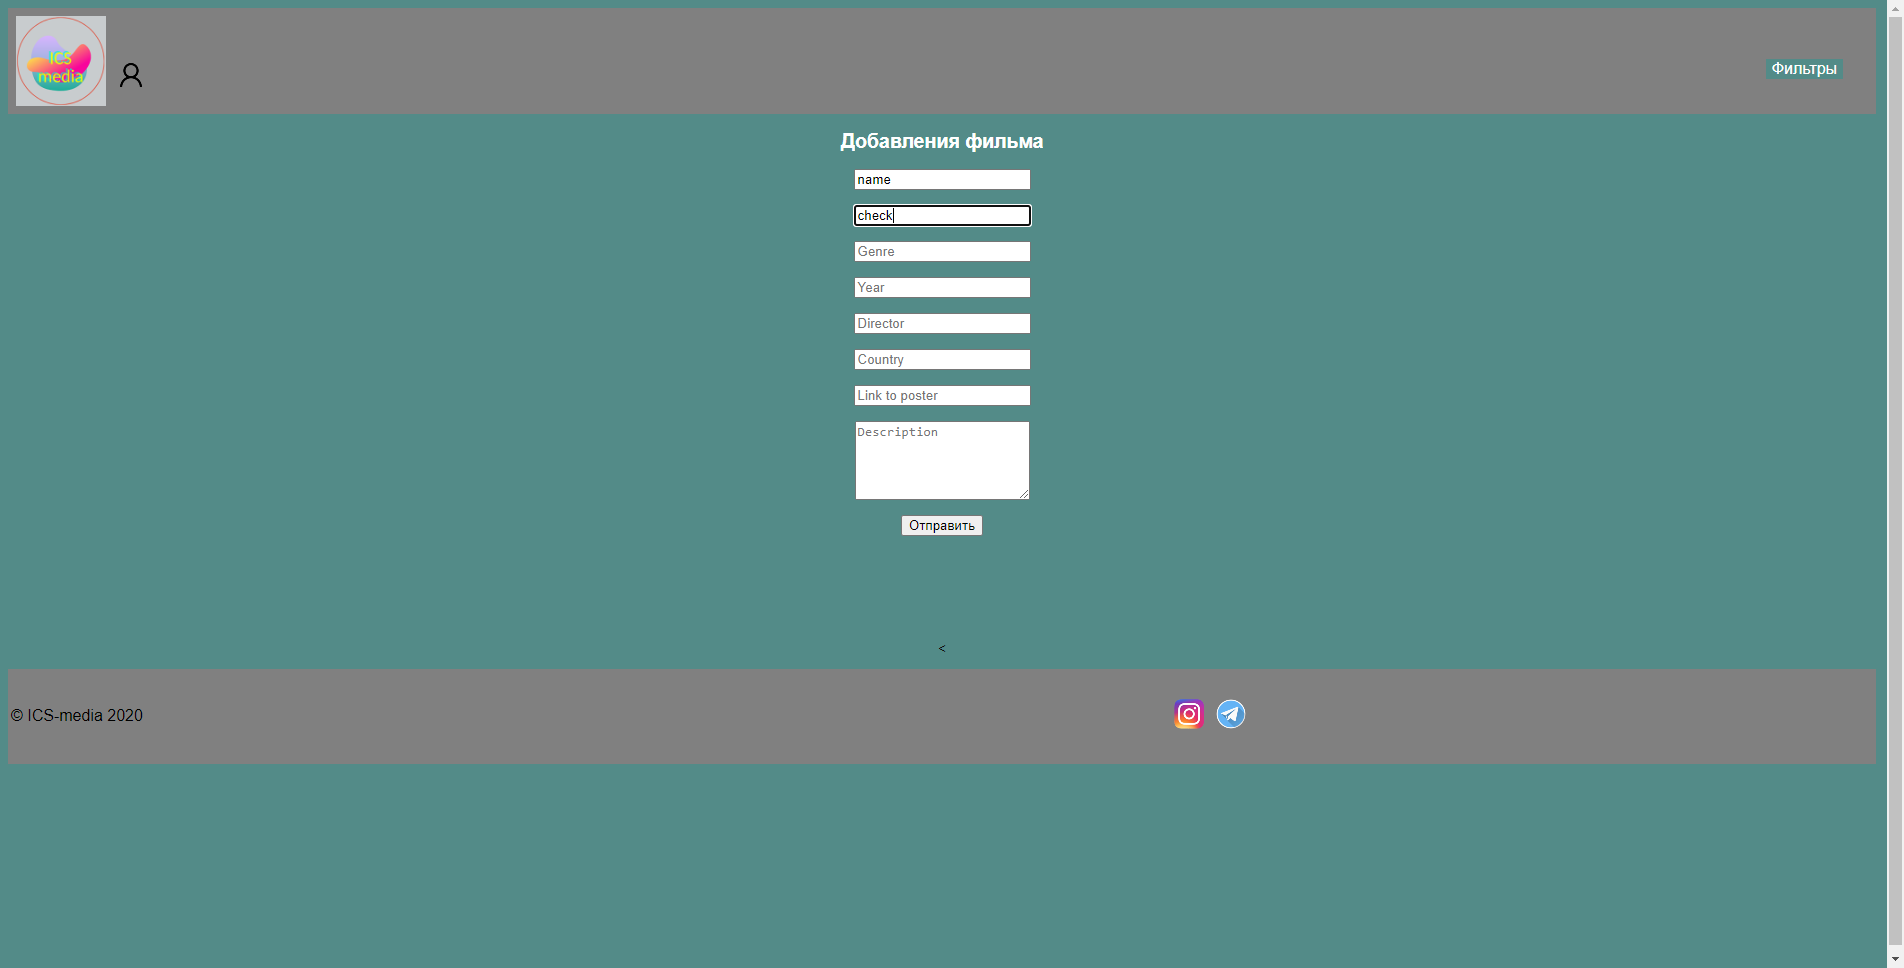 ICS
media
Фильтры
Добавления фильма
name
check
Genre
Year
Director
Country
Link to poster
Description
Отправить
<
© ICS-media 2020